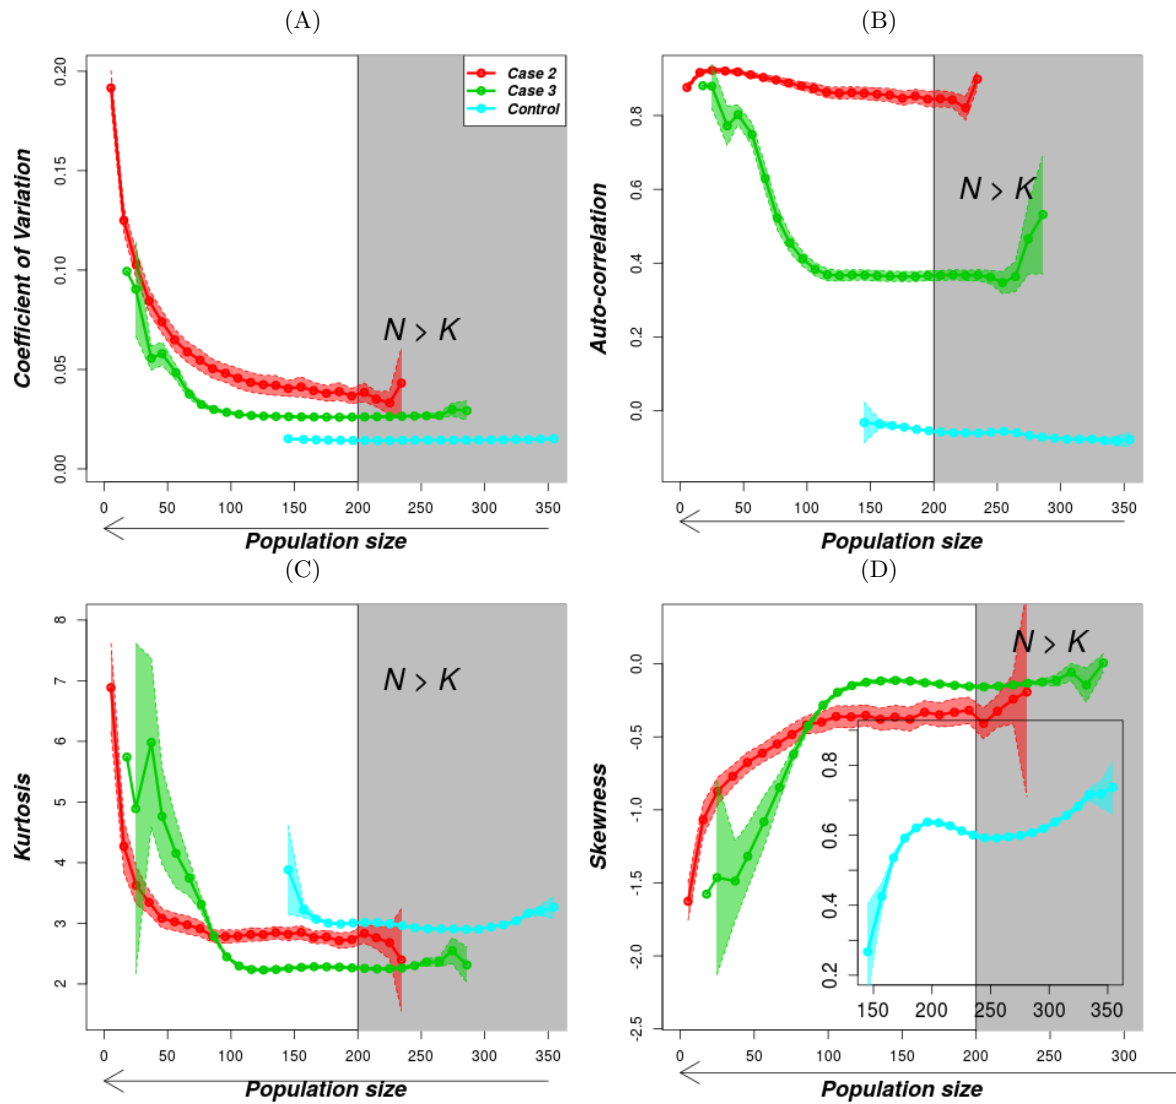 (A)
Coefficient of Variation
0.00 0.05 0.10 0.15 0.20
Case 2
Case 3
Control
N > K
0 50 100 150 200 250 300 350
Population size
(B)
Auto-correlation
0.0 0.2 0.4 0.6 0.8
N > K
0 50 100 150 200 250 300 350
Population size
(C)
Kurtosis
2 3 4 5 6 7 8
N > K
0 50 100 150 200 250 300 350
Population size
(D)
Skewness
-2.5 -2.0 -1.5 -1.0 -0.5 0.0
N > K
0.2 0.4 0.6 0.8
150 200 250 300 350
0 50 100 150 200 250 300
Population size